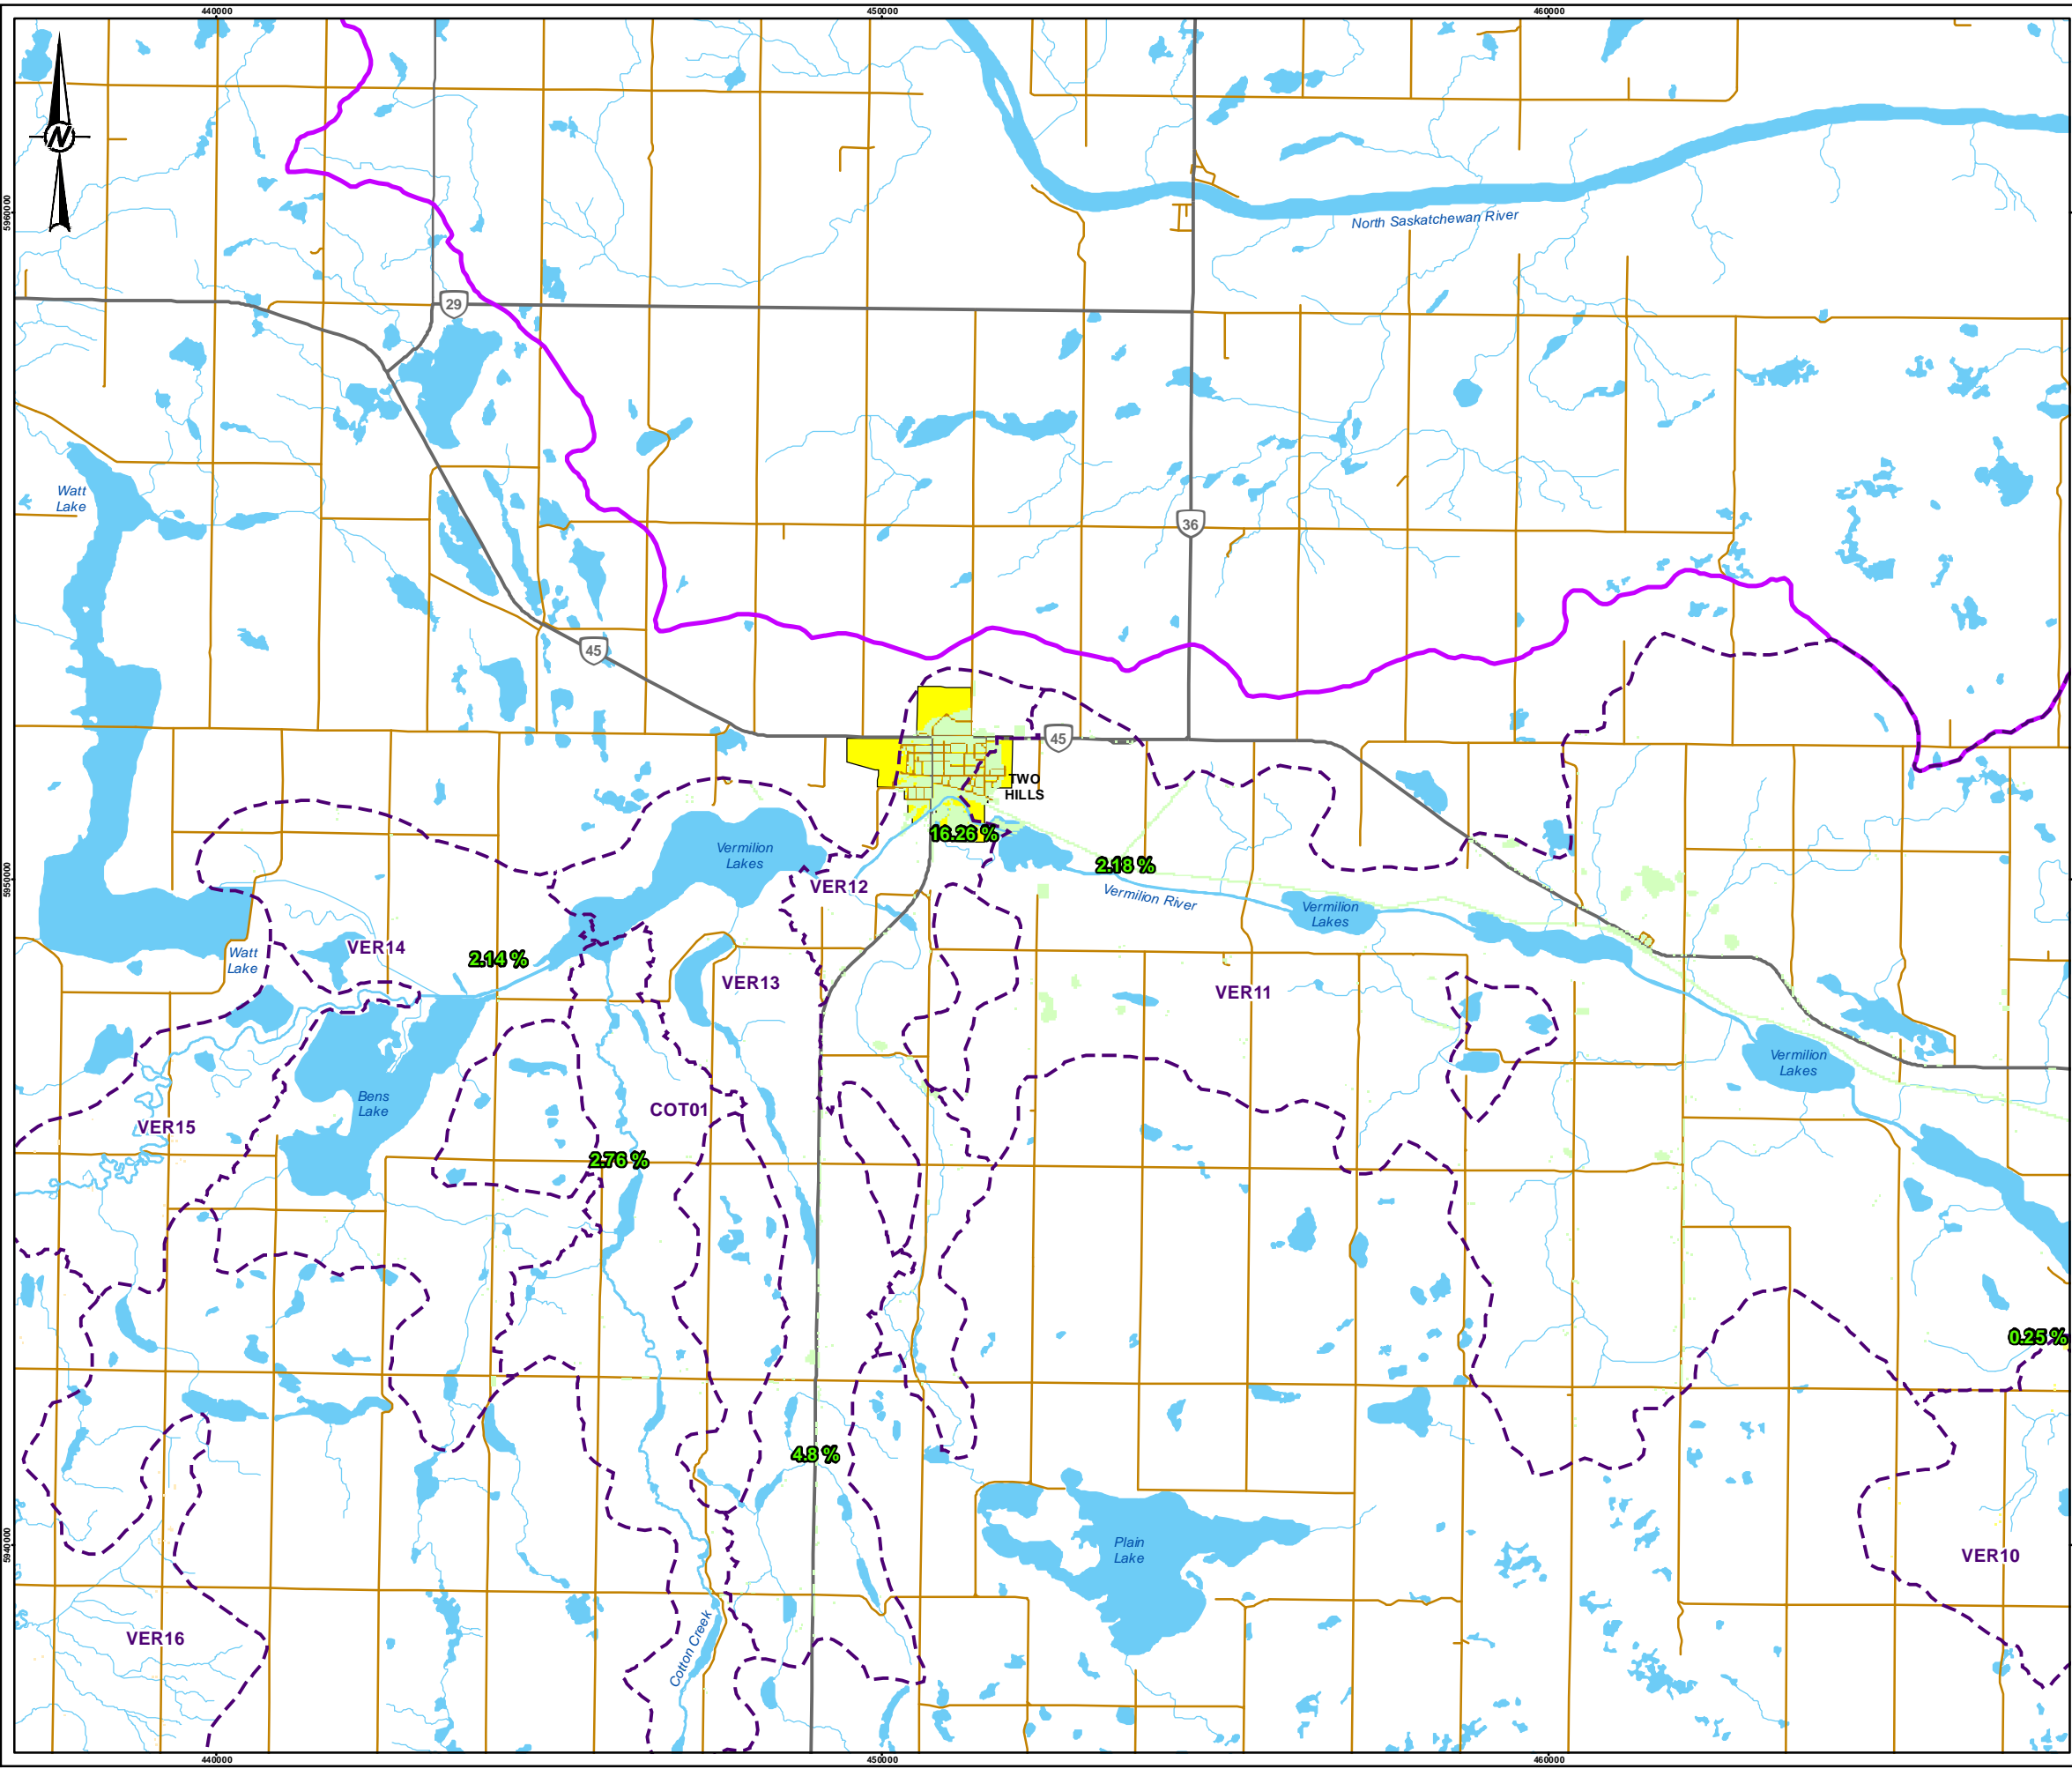 440000
450000
460000
N
5960000
North Saskatchewan River
29
Watt
Lake
36
45
45
TWO
HILLS
16.26 %
Vermilion
Lakes
2.18 %
5950000
VER12
Vermilion River
Vermilion
Lakes
VER14
Watt
Lake
2.14 %
VER13
VER11
Vermilion
Lakes
Bens
Lake
COT01
VER15
2.76 %
0.25 %
4.8 %
5940000
Plain
Lake
VER10
VER16
Cotton Creek
440000
450000
460000